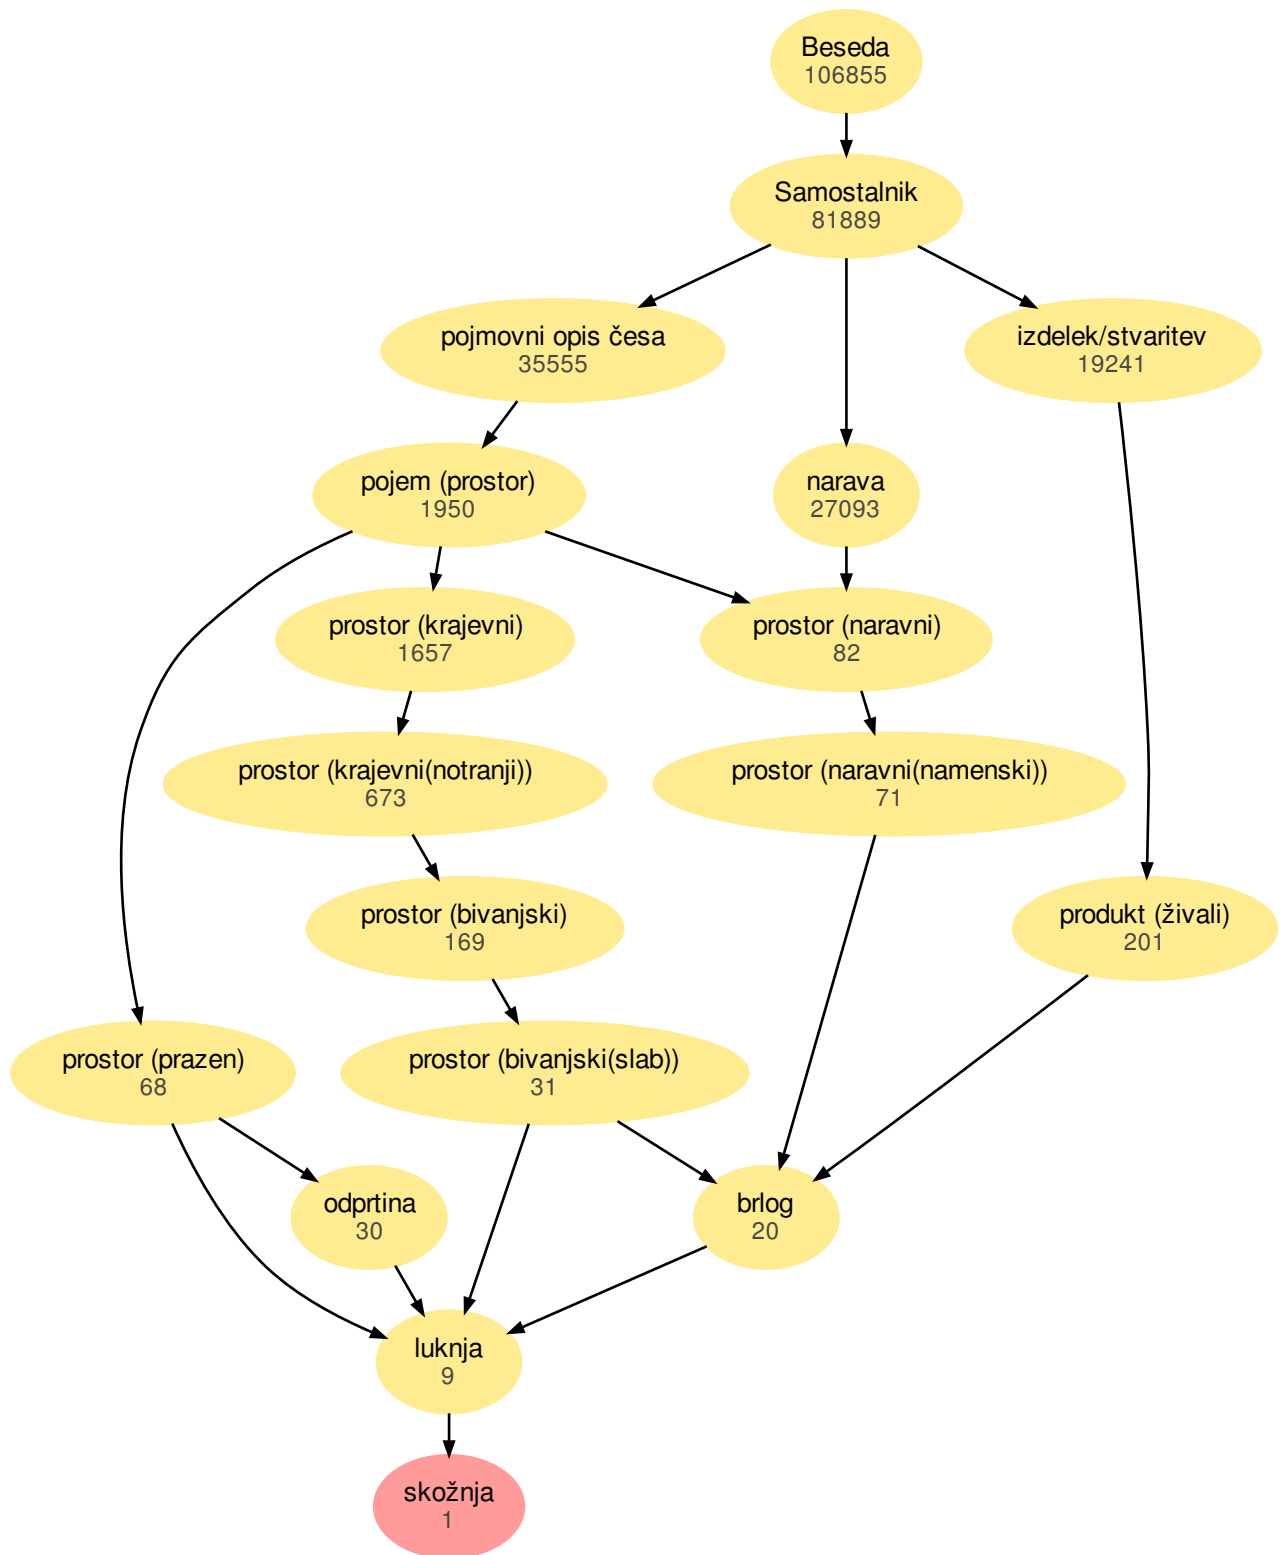 Beseda
106855
Samostalnik
81889
pojmovni opis česa
35555
izdelek/stvaritev
19241
pojem (prostor)
1950
narava
27093
prostor (krajevni)
1657
prostor (naravni)
82
prostor (krajevni(notranji))
673
prostor (naravni(namenski))
71
prostor (bivanjski)
169
produkt (živali)
201
prostor (prazen)
68
prostor (bivanjski(slab))
31
odprtina
30
brlog
20
luknja
9
skožnja
1